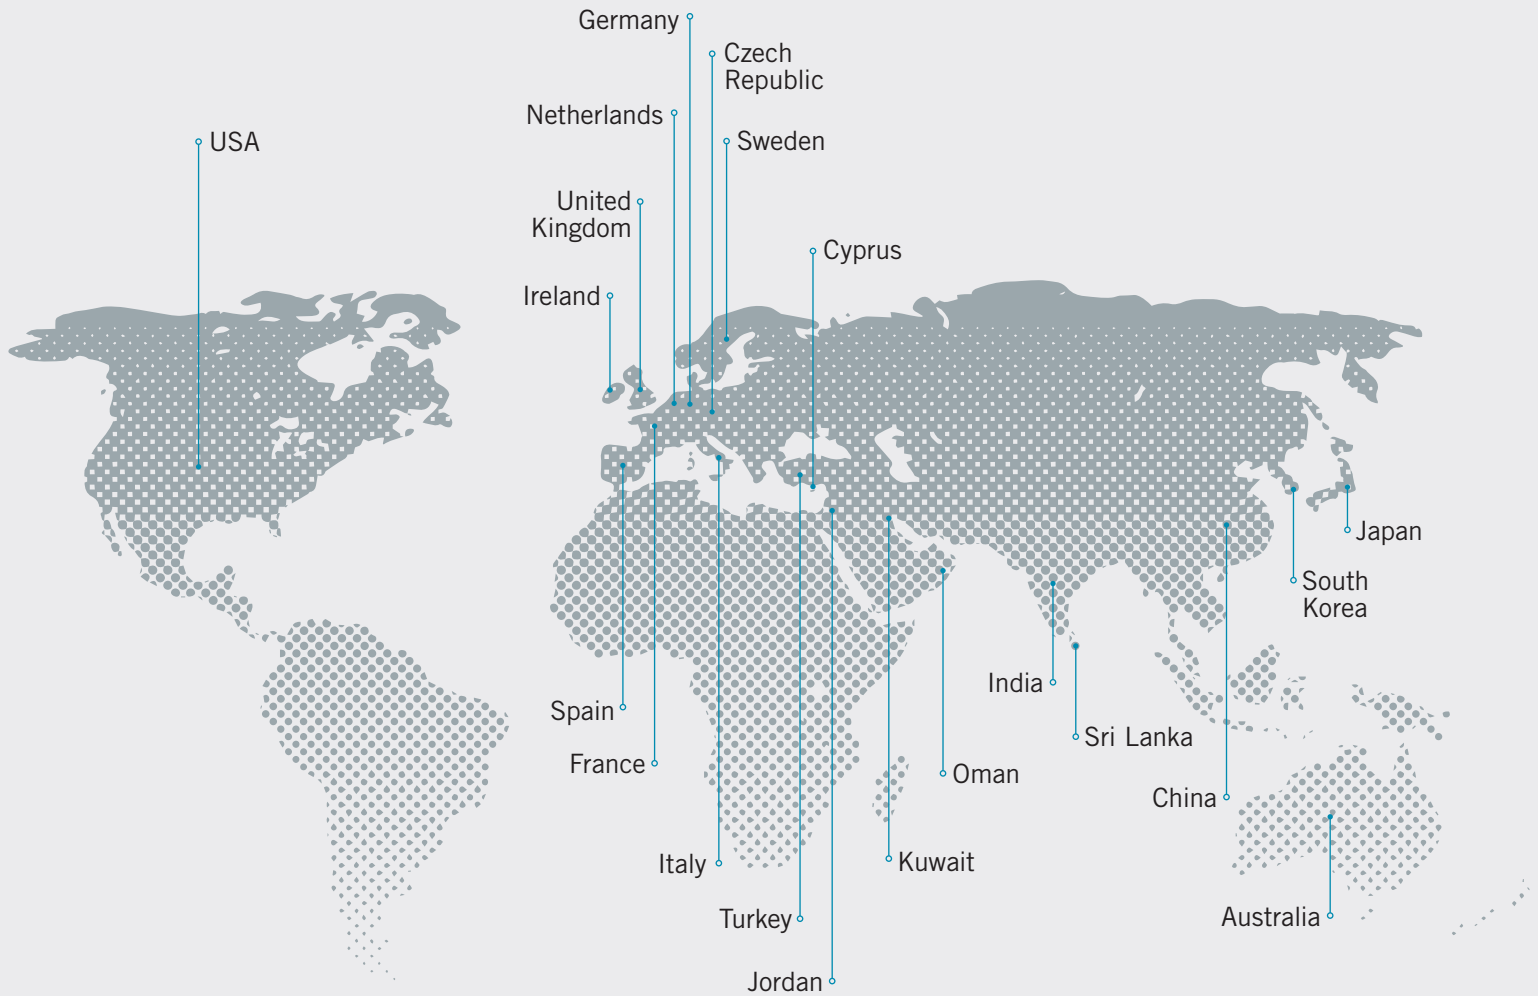 Germany
Czech
Republic
Netherlands
Sweden
USA
United
Kingdom
Cyprus
Ireland
Japan
South
Korea
India
Spain
Sri Lanka
France
Oman
China
Italy
Kuwait
Turkey
Australia
Jordan